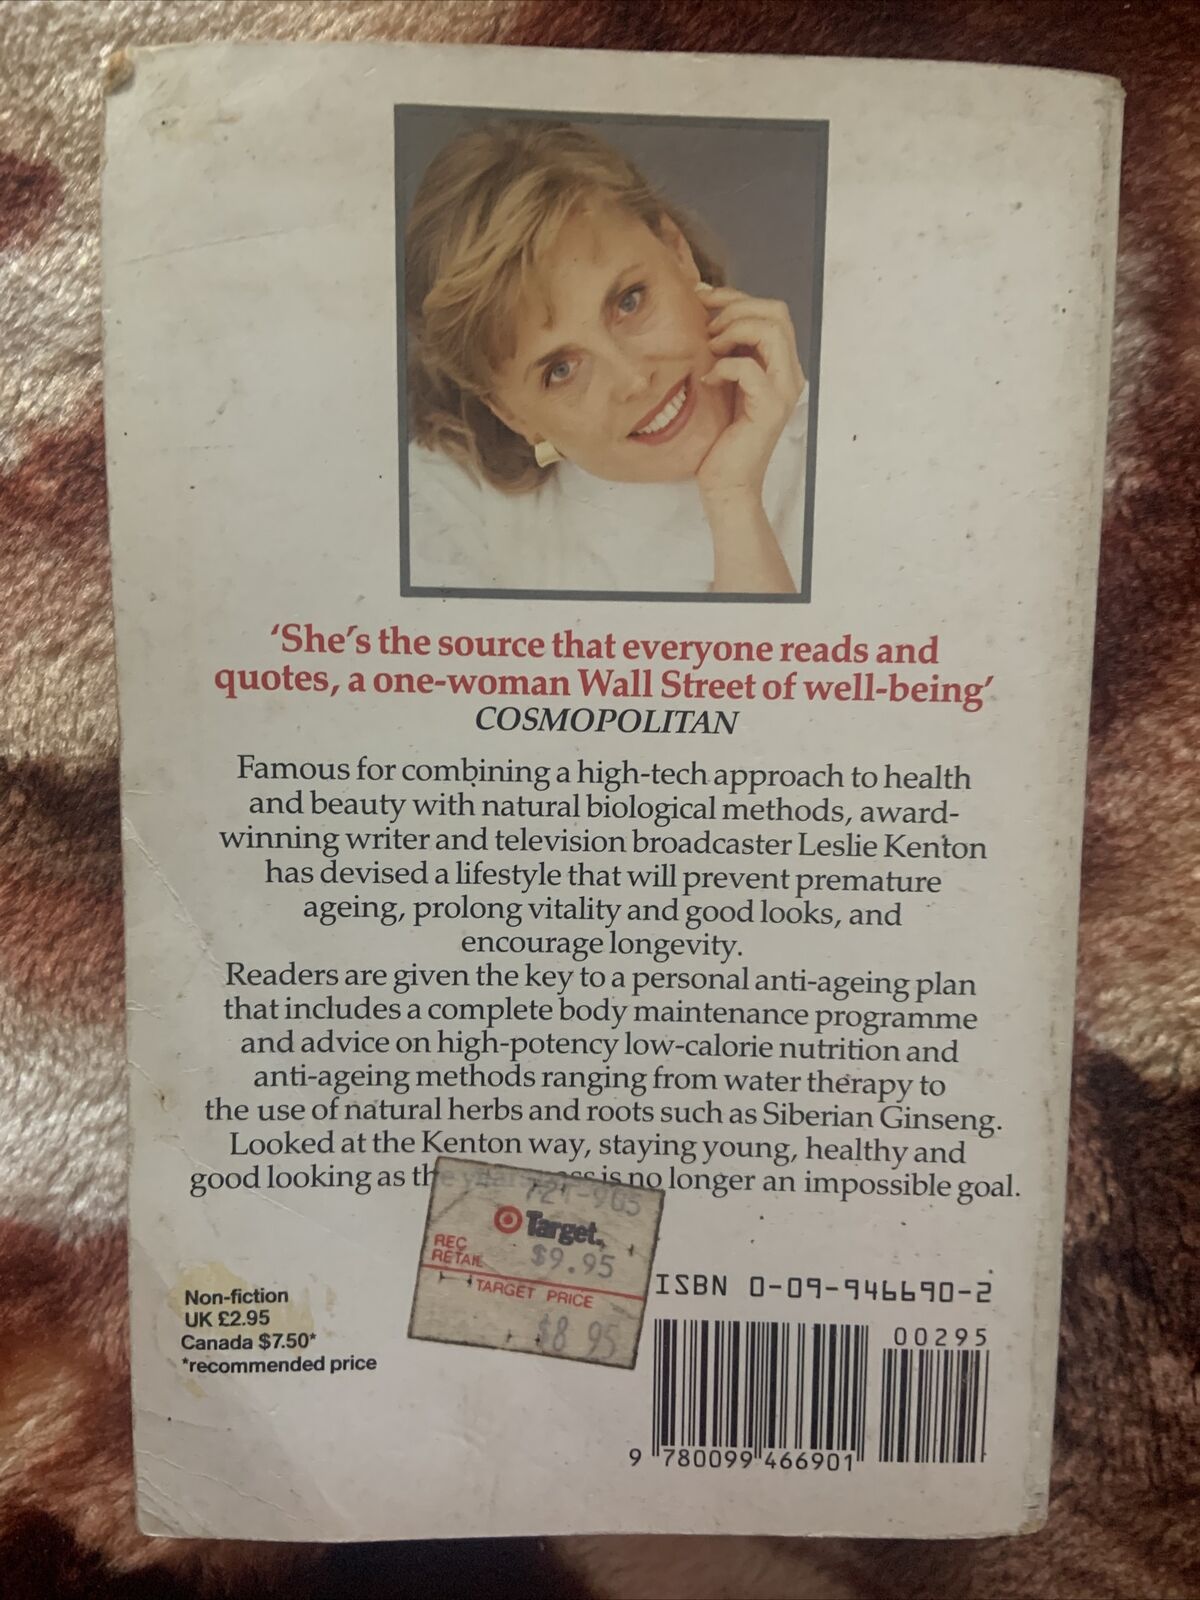 'She's the source that everyone reads and
quotes, a one-woman Wall Street of well-being'
COSMOPOLITAN
Famous for combining a high-tech approach to health
and beauty with natural biological methods, award-
winning writer and television broadcaster Leslie Kenton
has devised a lifestyle that will prevent premature
ageing, prolong vitality and good looks, and
encourage longevity.
Readers are given the key to a personal anti-ageing plan
that includes a complete body maintenance programme
and advice on high-potency low-calorie nutrition and
anti-ageing methods ranging from water therapy to
the use of natural herbs and roots such as Siberian Ginseng.
Looked at the Kenton way, staying young, healthy and
good looking as the is no longer an impossible goal.
Target.
REC
RETAIL $9.95
TARGET PRICE
$8 95
Non-fiction
UK £2.95
Canada $7.50*
*recommended price
ISBN 0-09-946690-2
00295
9 780099 466901